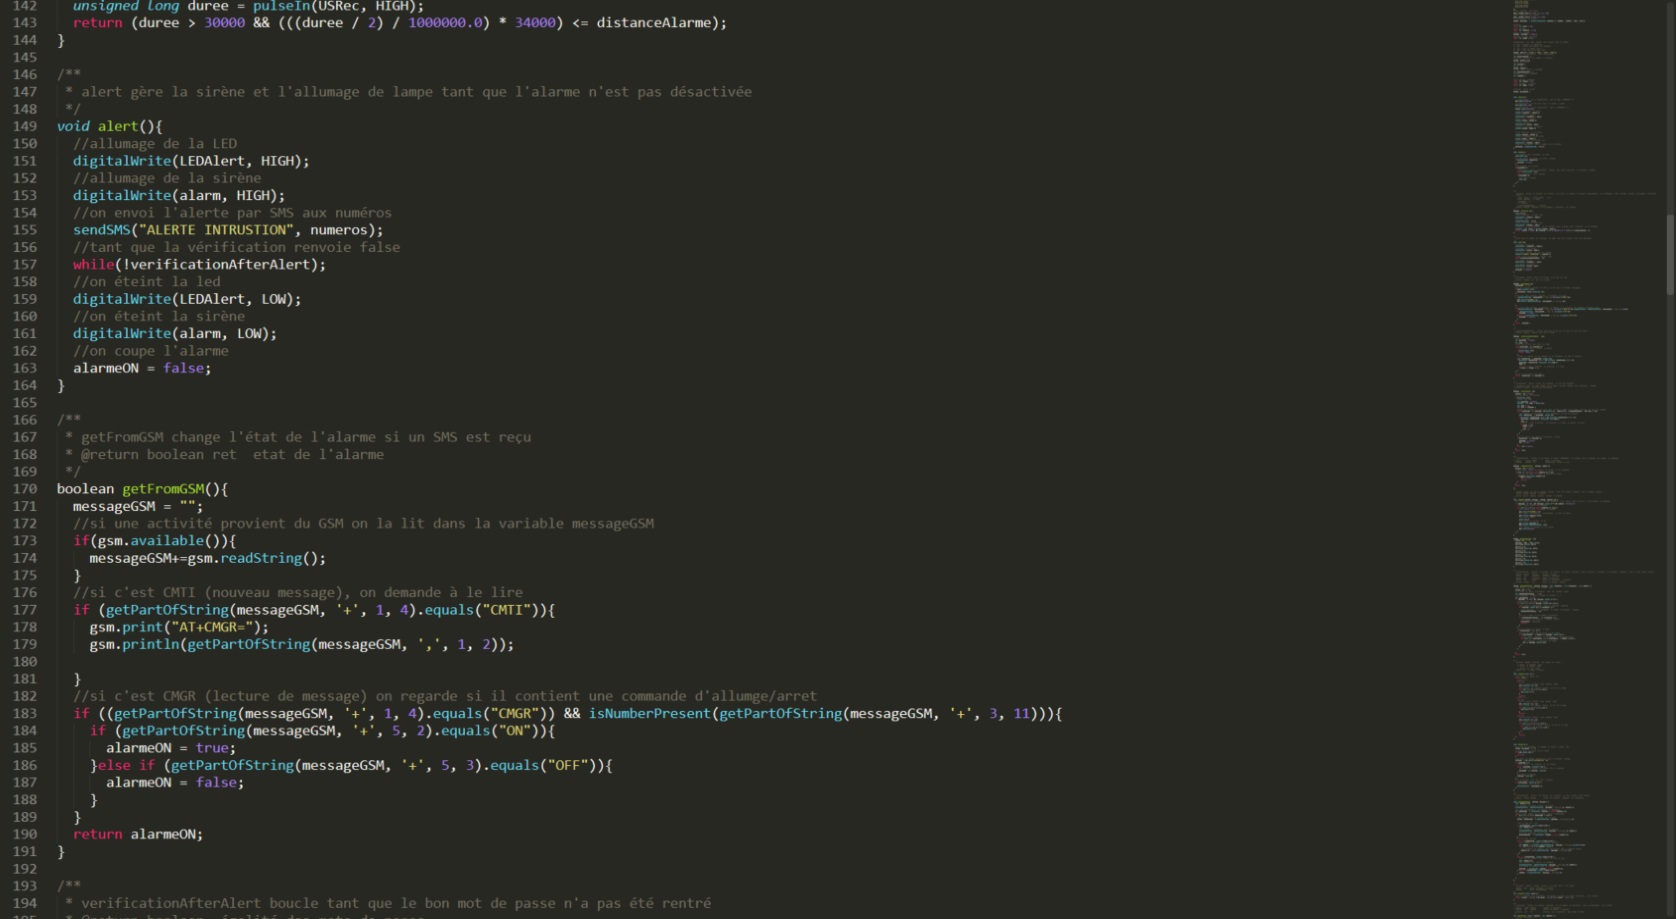 142 unsigned long duree = pulseIn(USRec, HIGH);
143 return (duree > 30000 && (((duree / 2) / 1000000.0) * 34000) <= distanceAlarme);
144 }
145
146 /**
147 * alert gère la sirène et l'allumage de lampe tant que l'alarme n'est pas désactivée
148 */
149 void alert(){
150 //allumage de la LED
151 digitalWrite(LEDAlert, HIGH);
152 //allumage de la sirène
153 digitalWrite(alarm, HIGH);
154 //on envoi l'alerte par SMS aux numéros
155 sendSMS("ALERTE INTRUSTION", numeros);
156 //tant que la vérification renvoie false
157 while(!verificationAfterAlert);
158 //on éteint la led
159 digitalWrite(LEDAlert, LOW);
160 //on éteint la sirène
161 digitalWrite(alarm, LOW);
162 //on coupe l'alarme
163 alarmeON = false;
164 }
165
166 /**
167 * getFromGSM change l'état de l'alarme si un SMS est reçu
168 * @return boolean ret  etat de l'alarme
169 */
170 boolean getFromGSM(){
171 messageGSM = "";
172 //si une activité provient du GSM on la lit dans la variable messageGSM
173 if(gsm.available()){
174 messageGSM+=gsm.readString();
175 }
176 //si c'est CMTI (nouveau message), on demande à le lire
177 if (getPartOfString(messageGSM, '+', 1, 4).equals("CMTI")){
178 gsm.print("AT+CMGR=");
179 gsm.println(getPartOfString(messageGSM, ',', 1, 2));
180
181 }
182 //si c'est CMGR (lecture de message) on regarde si il contient une commande d'allumge/arret
183 if ((getPartOfString(messageGSM, '+', 1, 4).equals("CMGR")) && isNumberPresent(getPartOfString(messageGSM, '+', 3, 11))){
184 if (getPartOfString(messageGSM, '+', 5, 2).equals("ON")){
185 alarmeON = true;
186 }else if (getPartOfString(messageGSM, '+', 5, 3).equals("OFF")){
187 alarmeON = false;
188 }
189 }
190 return alarmeON;
191 }
192
193 /**
194 * verificationAfterAlert boucle tant que le bon mot de passe n'a pas été rentré